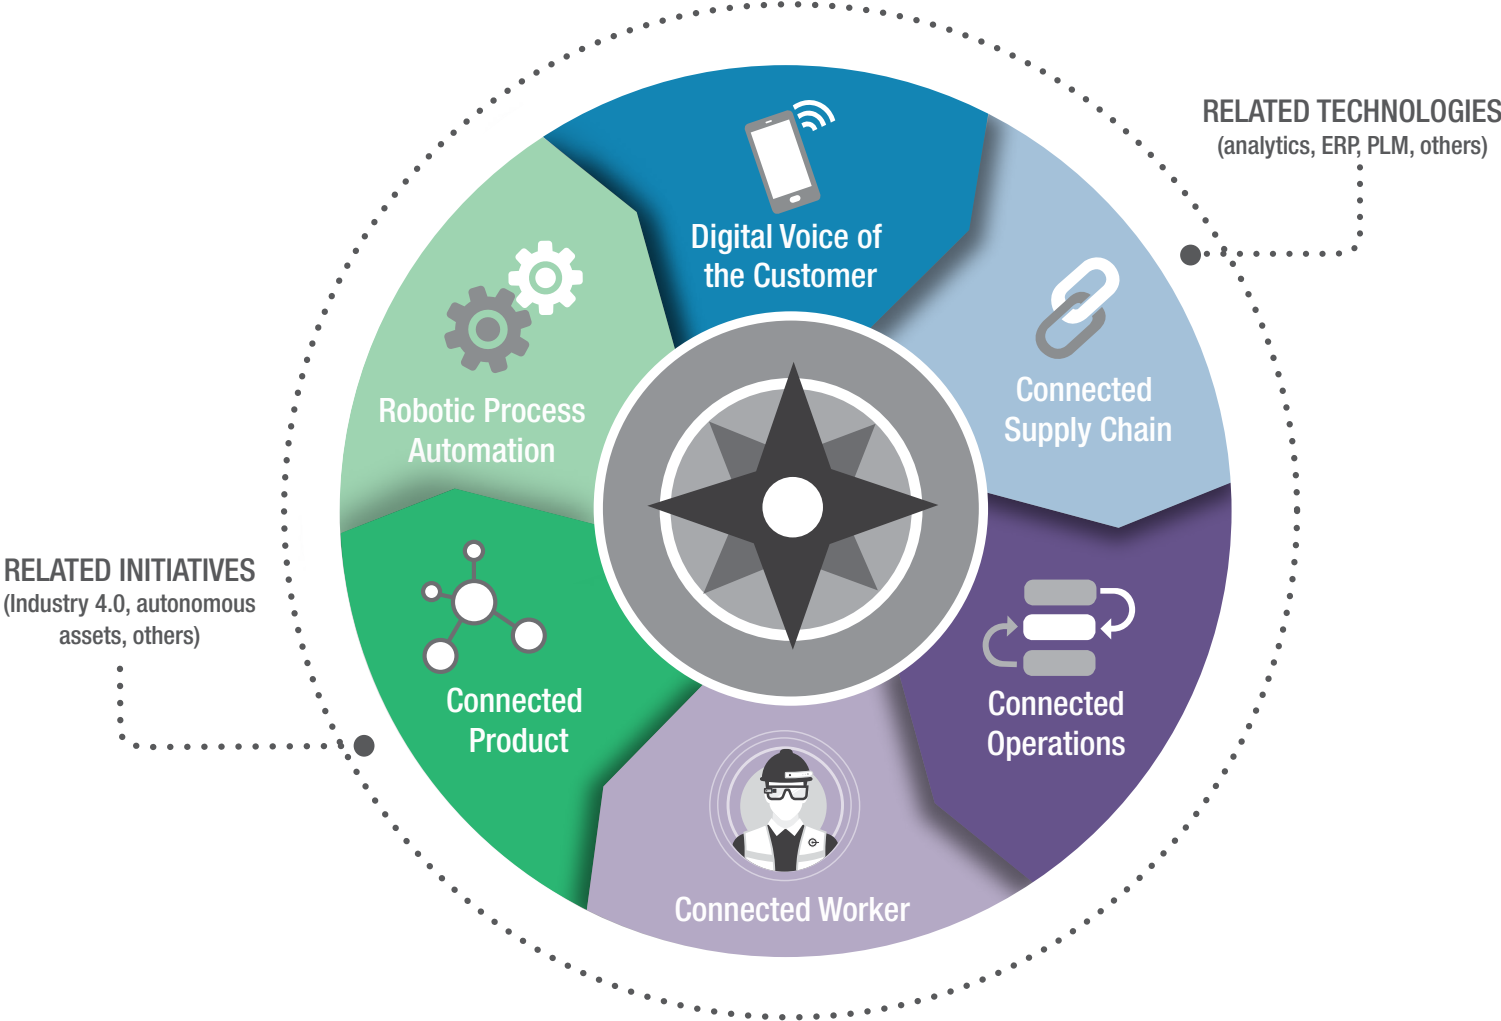 RELATED TECHNOLOGIES
(analytics, ERP, PLM, others)
Digital Voice of
the Customer
Connected
Supply Chain
Robotic Process
Automation
RELATED INITIATIVES
(Industry 4.0, autonomous
assets, others)
Connected
Product
Connected
Operations
Connected Worker